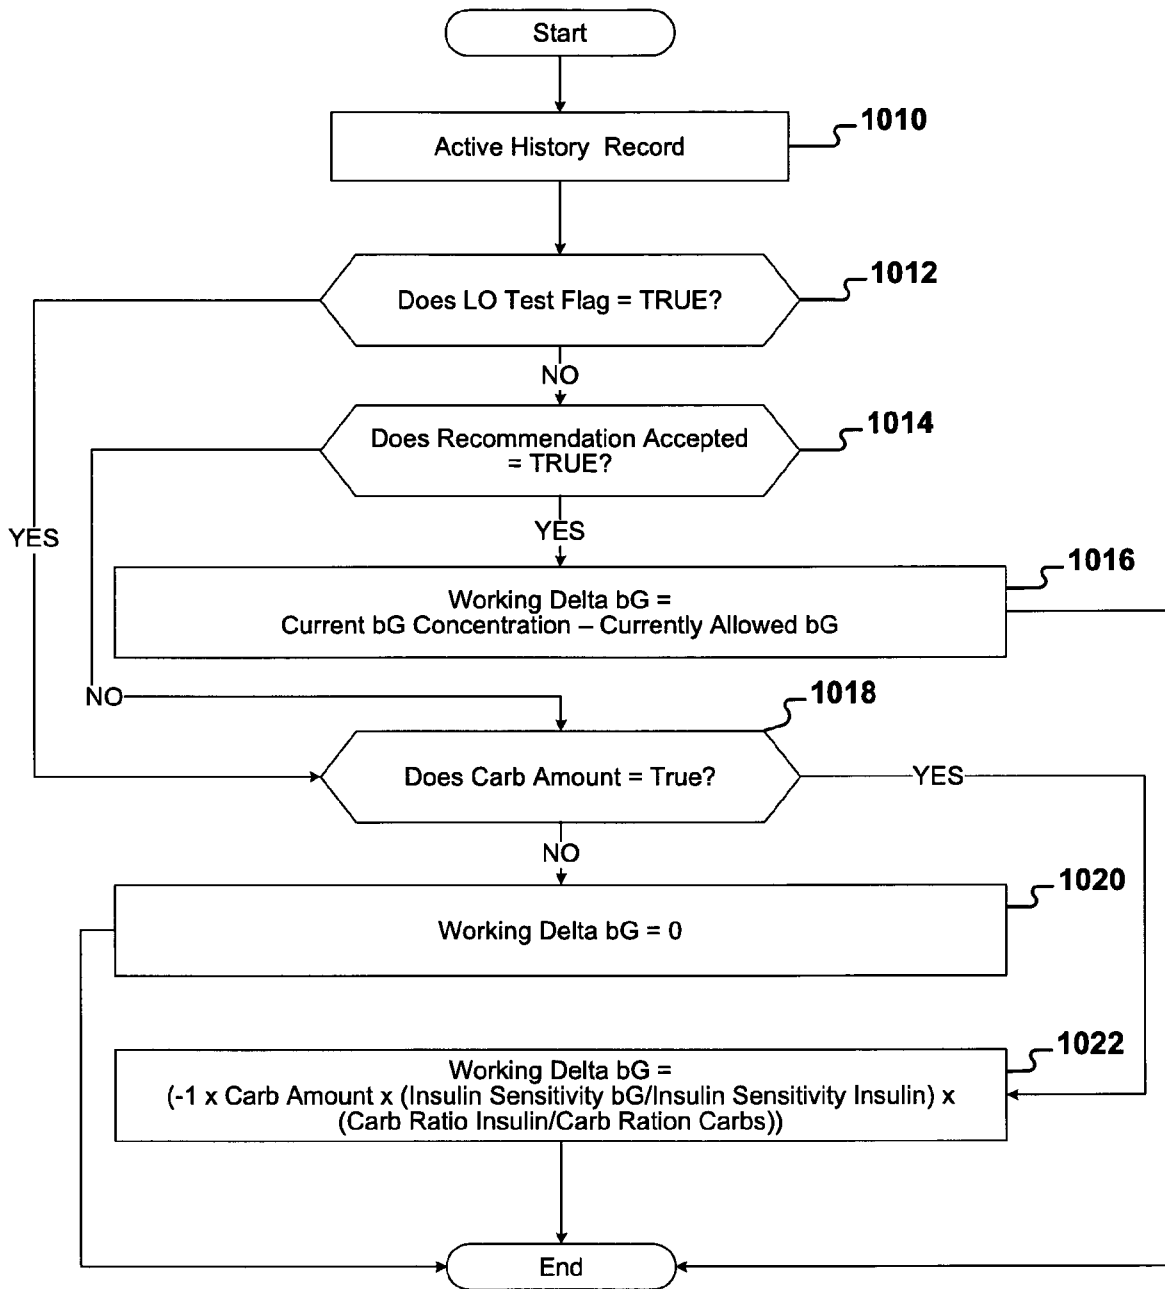 Start
1010
Active History Record
1012
Does LO Test Flag = TRUE?
NO
1014
Does Recommendation Accepted
= TRUE?
YES
YES
1016
Working Delta bG =
Current bG Concentration – Currently Allowed bG
NO
1018
Does Carb Amount = True?
YES
NO
1020
Working Delta bG = 0
1022
Working Delta bG =
(-1 x Carb Amount x (Insulin Sensitivity bG/Insulin Sensitivity Insulin) x
(Carb Ratio Insulin/Carb Ration Carbs))
End